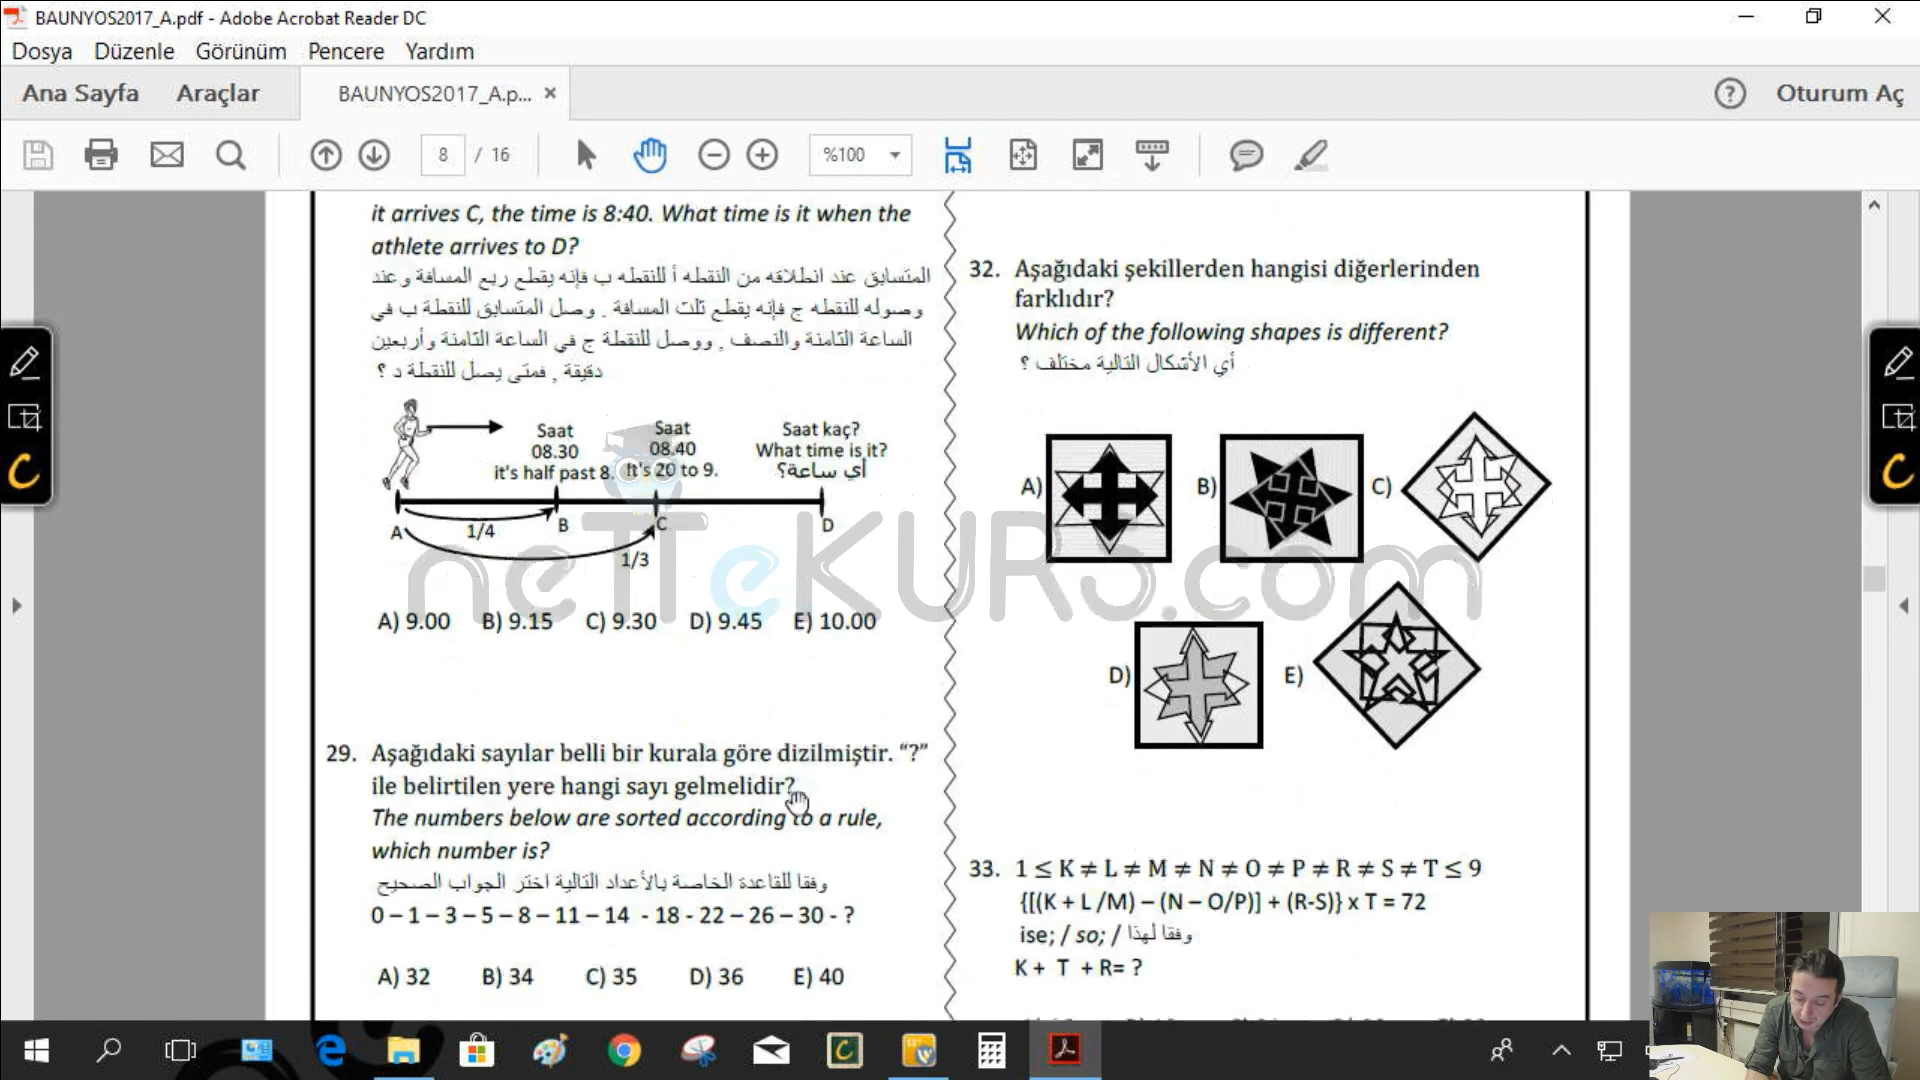 BAUNYOS2017_A.pdf - Adobe Acrobat Reader DC
Dosya Düzenle Görünüm Pencere Yardım
Ana Sayfa Araçlar BAUNYOS2017_A.p... Oturum Aç
8 / 16 %100
it arrives C, the time is 8:40. What time is it when the
athlete arrives to D?
المتسابق عند انطلاقه من النقطه أ للنقطه ب فإنه يقطع ربع المسافة وعند
وصوله للنقطه ج فإنه يقطع ثلث المسافة . وصل المتسابق للنقطة ب في
الساعة الثامنة والنصف , ووصل للنقطة ج في الساعة الثامنة وأربعين
دقيقة , فمتى يصل للنقطة د ؟
Saat
08.30
it's half past 8.
Saat
08.40
It's 20 to 9.
Saat kaç?
What time is it?
أي ساعة؟
A 1/4 B C D
1/3
A) 9.00 B) 9.15 C) 9.30 D) 9.45 E) 10.00
29. Aşağıdaki sayılar belli bir kurala göre dizilmiştir. “?”
ile belirtilen yere hangi sayı gelmelidir?
The numbers below are sorted according to a rule,
which number is?
وفقا للقاعدة الخاصة بالأعداد التالية اختر الجواب الصحيح
0 – 1 – 3 – 5 – 8 – 11 – 14 - 18 - 22 – 26 – 30 - ?
A) 32 B) 34 C) 35 D) 36 E) 40
32. Aşağıdaki şekillerden hangisi diğerlerinden
farklıdır?
Which of the following shapes is different?
أي الأشكال التالية مختلف ؟
A) B) C)
D) E)
33. 1 ≤ K ≠ L ≠ M ≠ N ≠ O ≠ P ≠ R ≠ S ≠ T ≤ 9
{[(K + L /M) – (N – O/P)] + (R-S)} x T = 72
ise; / so; / وفقا لهذا
K + T + R= ?
neTTeKURS.com